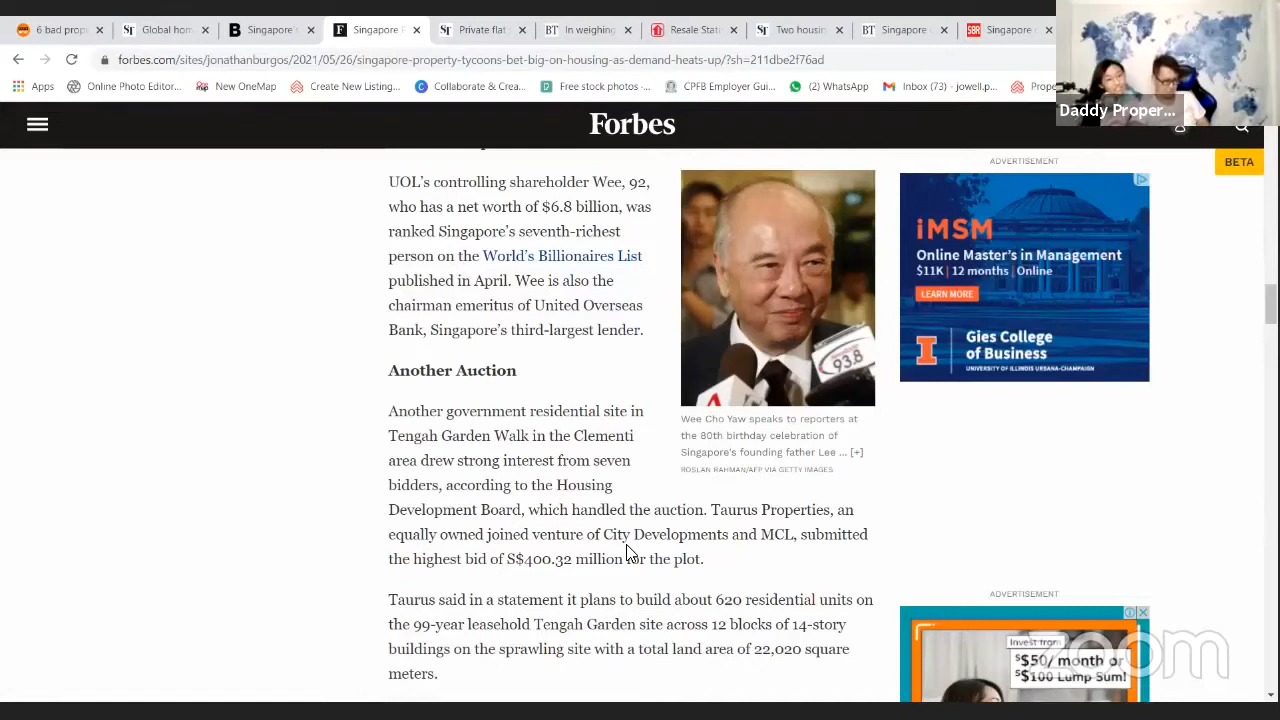 6 bad prop
Global hom
Singapore's
Singapore P
Private flat
In weighing
Resale Stat
Two housin
Singapore
Singapore
forbes.com/sites/jonathanburgos/2021/05/26/singapore-property-tycoons-bet-big-on-housing-as-demand-heats-up/?sh=211dbe2f76ad
Apps
Online Photo Editor...
New OneMap
Create New Listing...
Collaborate & Crea...
Free stock photos ·...
CPFB Employer Gui...
(2) WhatsApp
Inbox (73) - jowell.p...
Daddy Proper...
Forbes
BETA
UOL's controlling shareholder Wee, 92,
who has a net worth of $6.8 billion, was
ranked Singapore's seventh-richest
person on the World's Billionaires List
published in April. Wee is also the
chairman emeritus of United Overseas
Bank, Singapore's third-largest lender.
93.8
Wee Cho Yaw speaks to reporters at
the 80th birthday celebration of
Singapore's founding father Lee ... [+]
ROSLAN RAHMAN/AFP VIA GETTY IMAGES
Another Auction
Another government residential site in
Tengah Garden Walk in the Clementi
area drew strong interest from seven
bidders, according to the Housing
Development Board, which handled the auction. Taurus Properties, an
equally owned joined venture of City Developments and MCL, submitted
the highest bid of S$400.32 million for the plot.
Taurus said in a statement it plans to build about 620 residential units on
the 99-year leasehold Tengah Garden site across 12 blocks of 14-story
buildings on the sprawling site with a total land area of 22,020 square
meters.
ADVERTISEMENT
iMSM
Online Master's in Management
$11K | 12 months | Online
LEARN MORE
Gies College
of Business
UNIVERSITY OF ILLINOIS URBANA-CHAMPAIGN
ADVERTISEMENT
Invest from
S$50/ month or
S$100 Lump Sum!
zoom